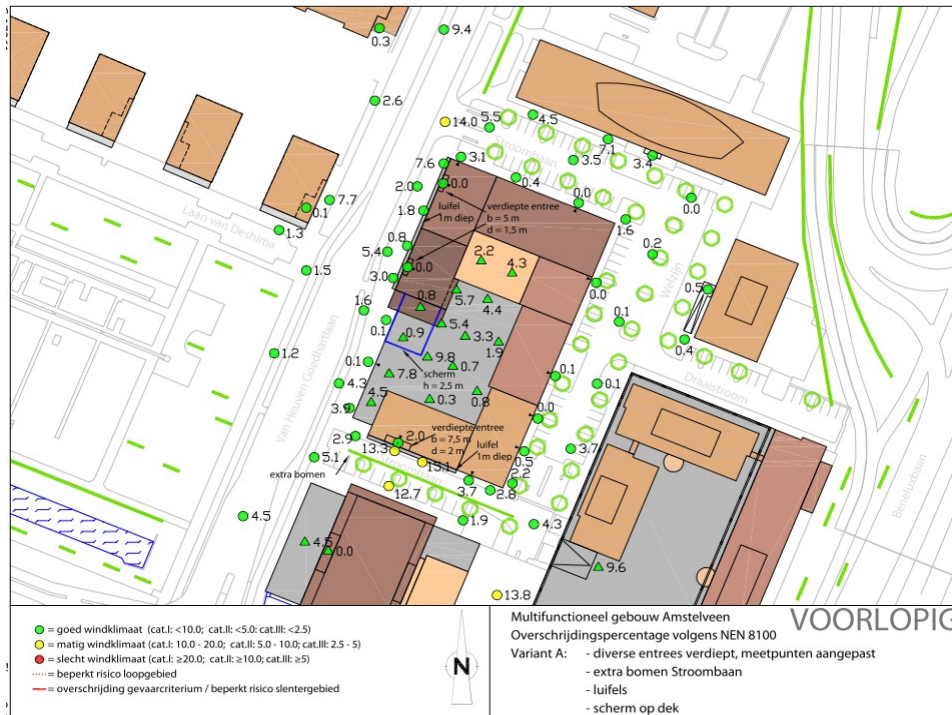 0.3
9.4
2.6
14.0
5.5
4.5
7.1
3.5
3.4
Stroombaan
7.6
3.1
0.0
2.0
0.4
0.0
0.0
7.7
0.1
luifel
1m diep
verdiepte entree
b = 5 m
d = 1,5 m
1.8
1.6
Laan van Deshima
1.3
0.8
5.4
0.0
2.2
4.3
0.2
Welzijn
1.5
3.0
0.8
5.7
4.4
0.0
0.5
1.6
0.1
5.4
3.3
1.9
0.1
0.4
0.9
9.8
0.7
1.2
Van Heuven Goedhartlaan
0.1
7.8
scherm
h = 2,5 m
Draaistroom
4.3
0.3
0.8
0.1
0.1
3.9
4.5
0.0
2.9
2.0
verdiepte entree
b = 7,5 m
d = 2 m
luifel
1m diep
13.3
15.1
5.1
extra bomen
0.5
3.7
Beneluxbaan
12.7
3.7
2.8
2.2
4.5
1.9
4.3
4.5
0.0
9.6
13.8
= goed windklimaat (cat.I: <10.0; cat.II: <5.0; cat.III: <2.5)
= matig windklimaat (cat.I: 10.0 - 20.0; cat.II: 5.0 - 10.0; cat.III: 2.5 - 5)
= slecht windklimaat (cat.I: ≥20.0; cat.II: ≥10.0; cat.III: ≥5)
= beperkt risico loopgebied
= overschrijding gevaarcriterium / beperkt risico slentergebied
N
Multifunctioneel gebouw Amstelveen
VOORLOPIG
Overschrijdingspercentage volgens NEN 8100
Variant A: - diverse entrees verdiept, meetpunten aangepast
- extra bomen Stroombaan
- luifels
- scherm op dek